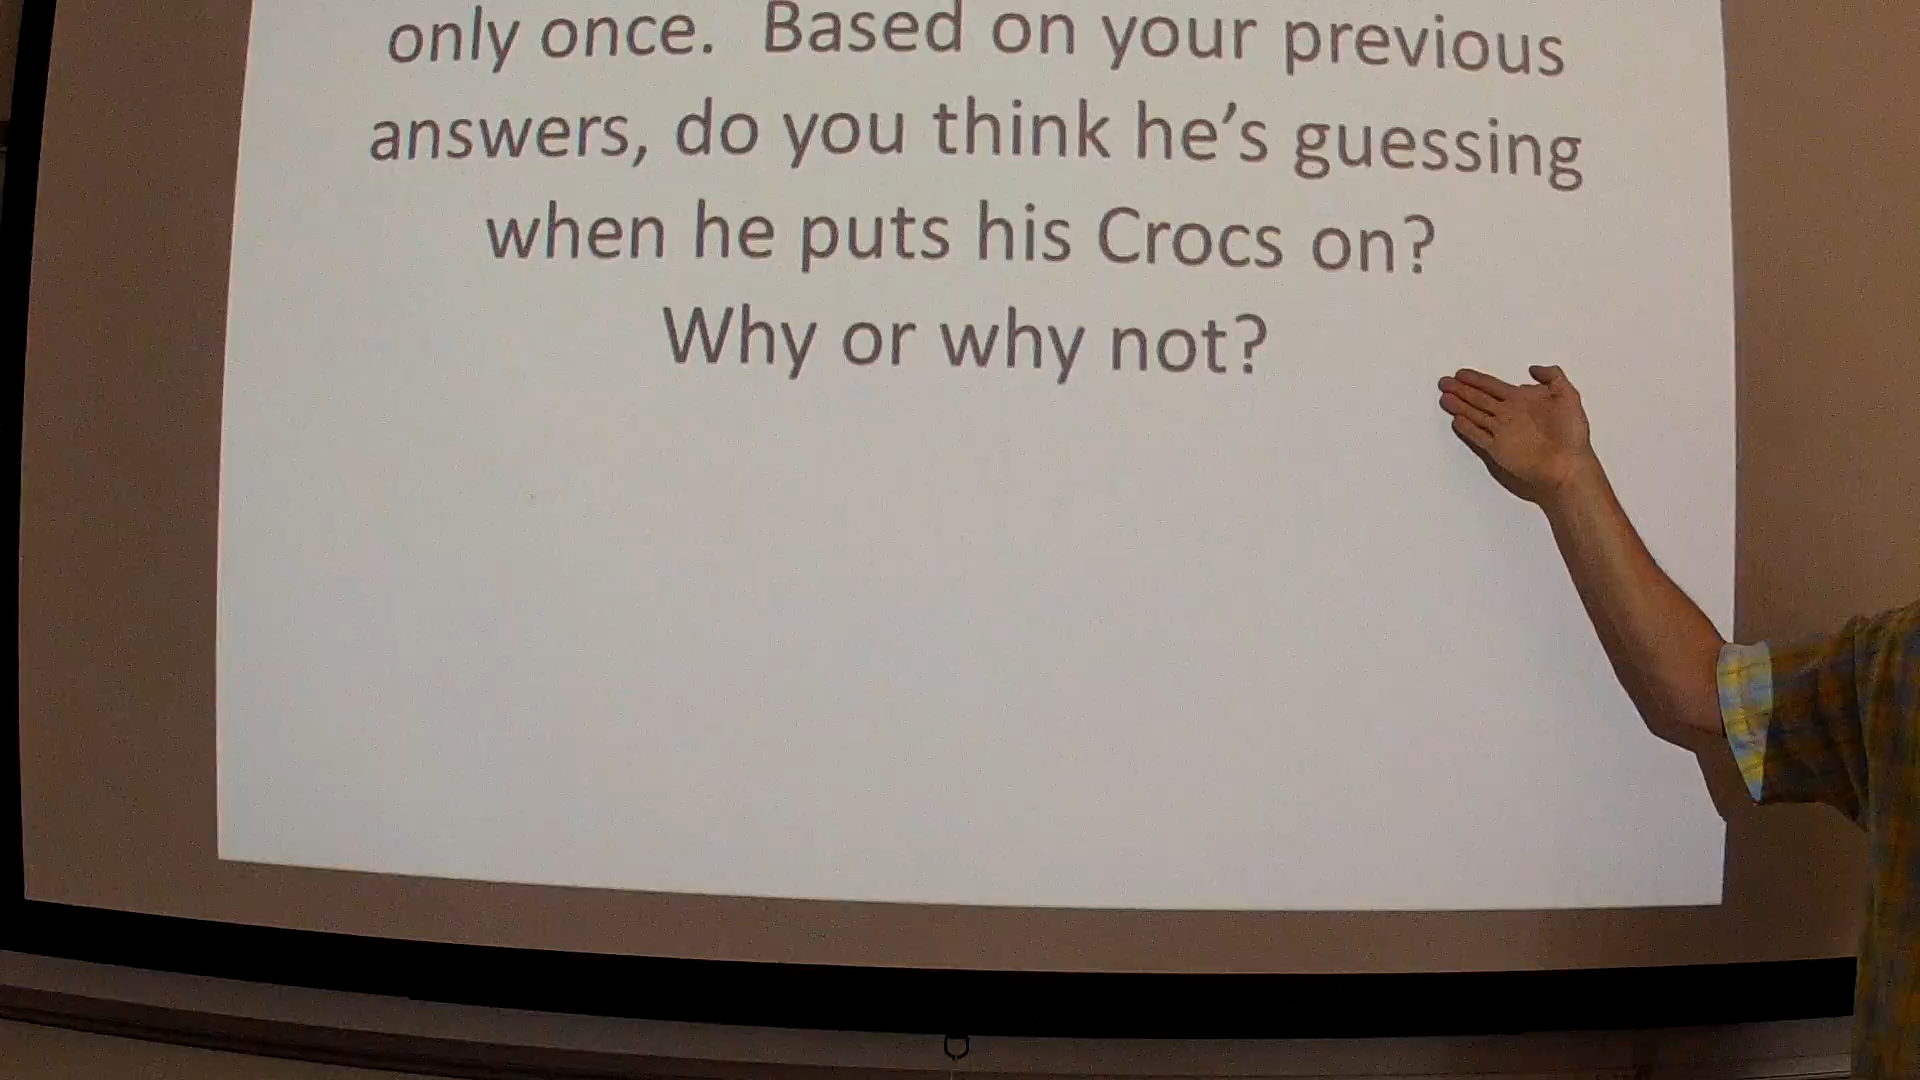 only once. Based on your previous
answers, do you think he's guessing
when he puts his Crocs on?
Why or why not?